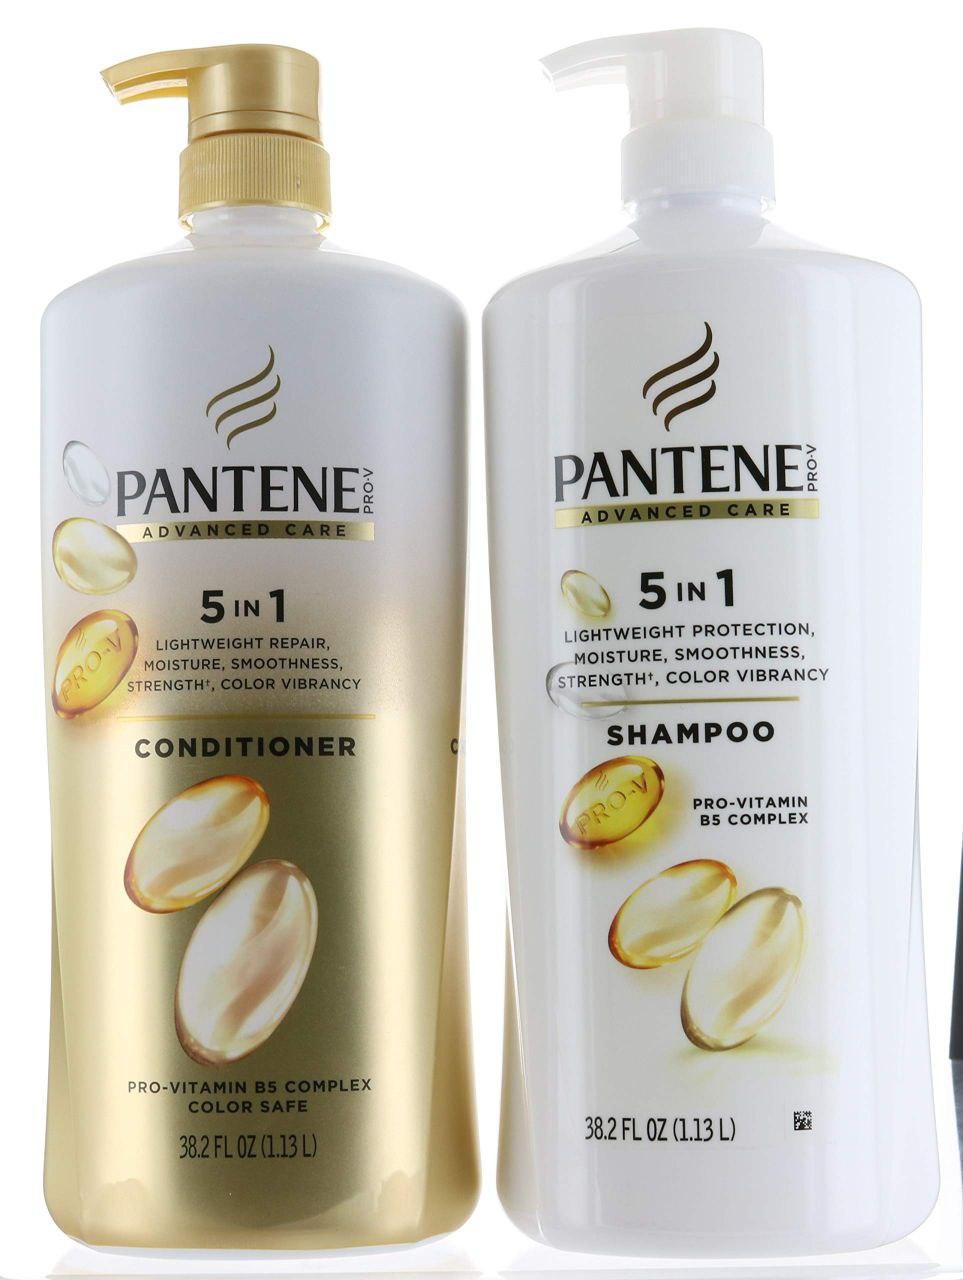 PANTENE PRO-V
ADVANCED CARE
5 IN 1
LIGHTWEIGHT REPAIR,
MOISTURE, SMOOTHNESS,
STRENGTH†, COLOR VIBRANCY
CONDITIONER
PRO-V
PRO-VITAMIN B5 COMPLEX
COLOR SAFE
38.2 FL OZ (1.13 L)
PANTENE PRO-V
ADVANCED CARE
5 IN 1
LIGHTWEIGHT PROTECTION,
MOISTURE, SMOOTHNESS,
STRENGTH†, COLOR VIBRANCY
SHAMPOO
PRO-V
PRO-VITAMIN
B5 COMPLEX
38.2 FL OZ (1.13 L)